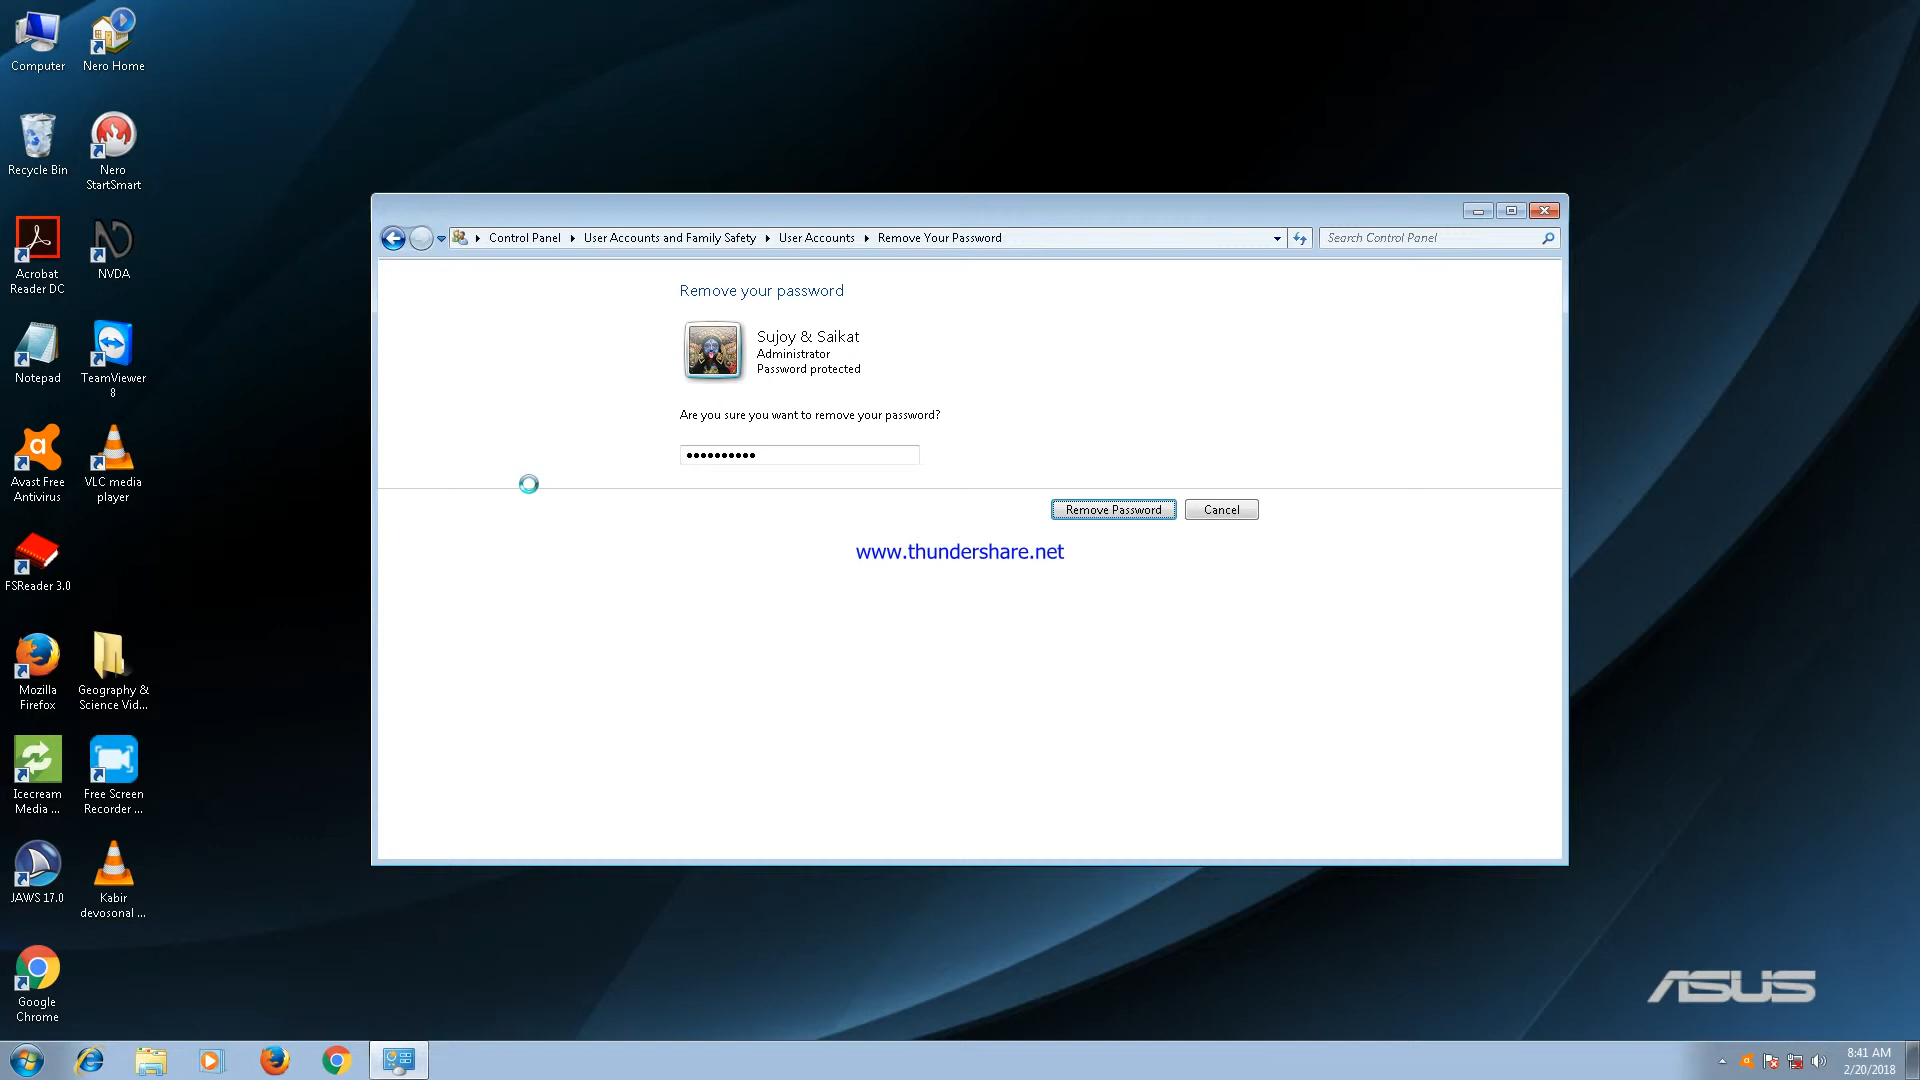 Computer
Nero Home
Recycle Bin
Nero
StartSmart
Acrobat
Reader DC
NVDA
Notepad
TeamViewer
8
Avast Free
Antivirus
VLC media
player
FSReader 3.0
Mozilla
Firefox
Geography &
Science Vid...
Icecream
Media ...
Free Screen
Recorder ...
JAWS 17.0
Kabir
devosonal ...
Google
Chrome
Control Panel
User Accounts and Family Safety
User Accounts
Remove Your Password
Search Control Panel
Remove your password
Sujoy & Saikat
Administrator
Password protected
Are you sure you want to remove your password?
Remove Password
Cancel
www.thundershare.net
ASUS
8:41 AM
2/20/2018